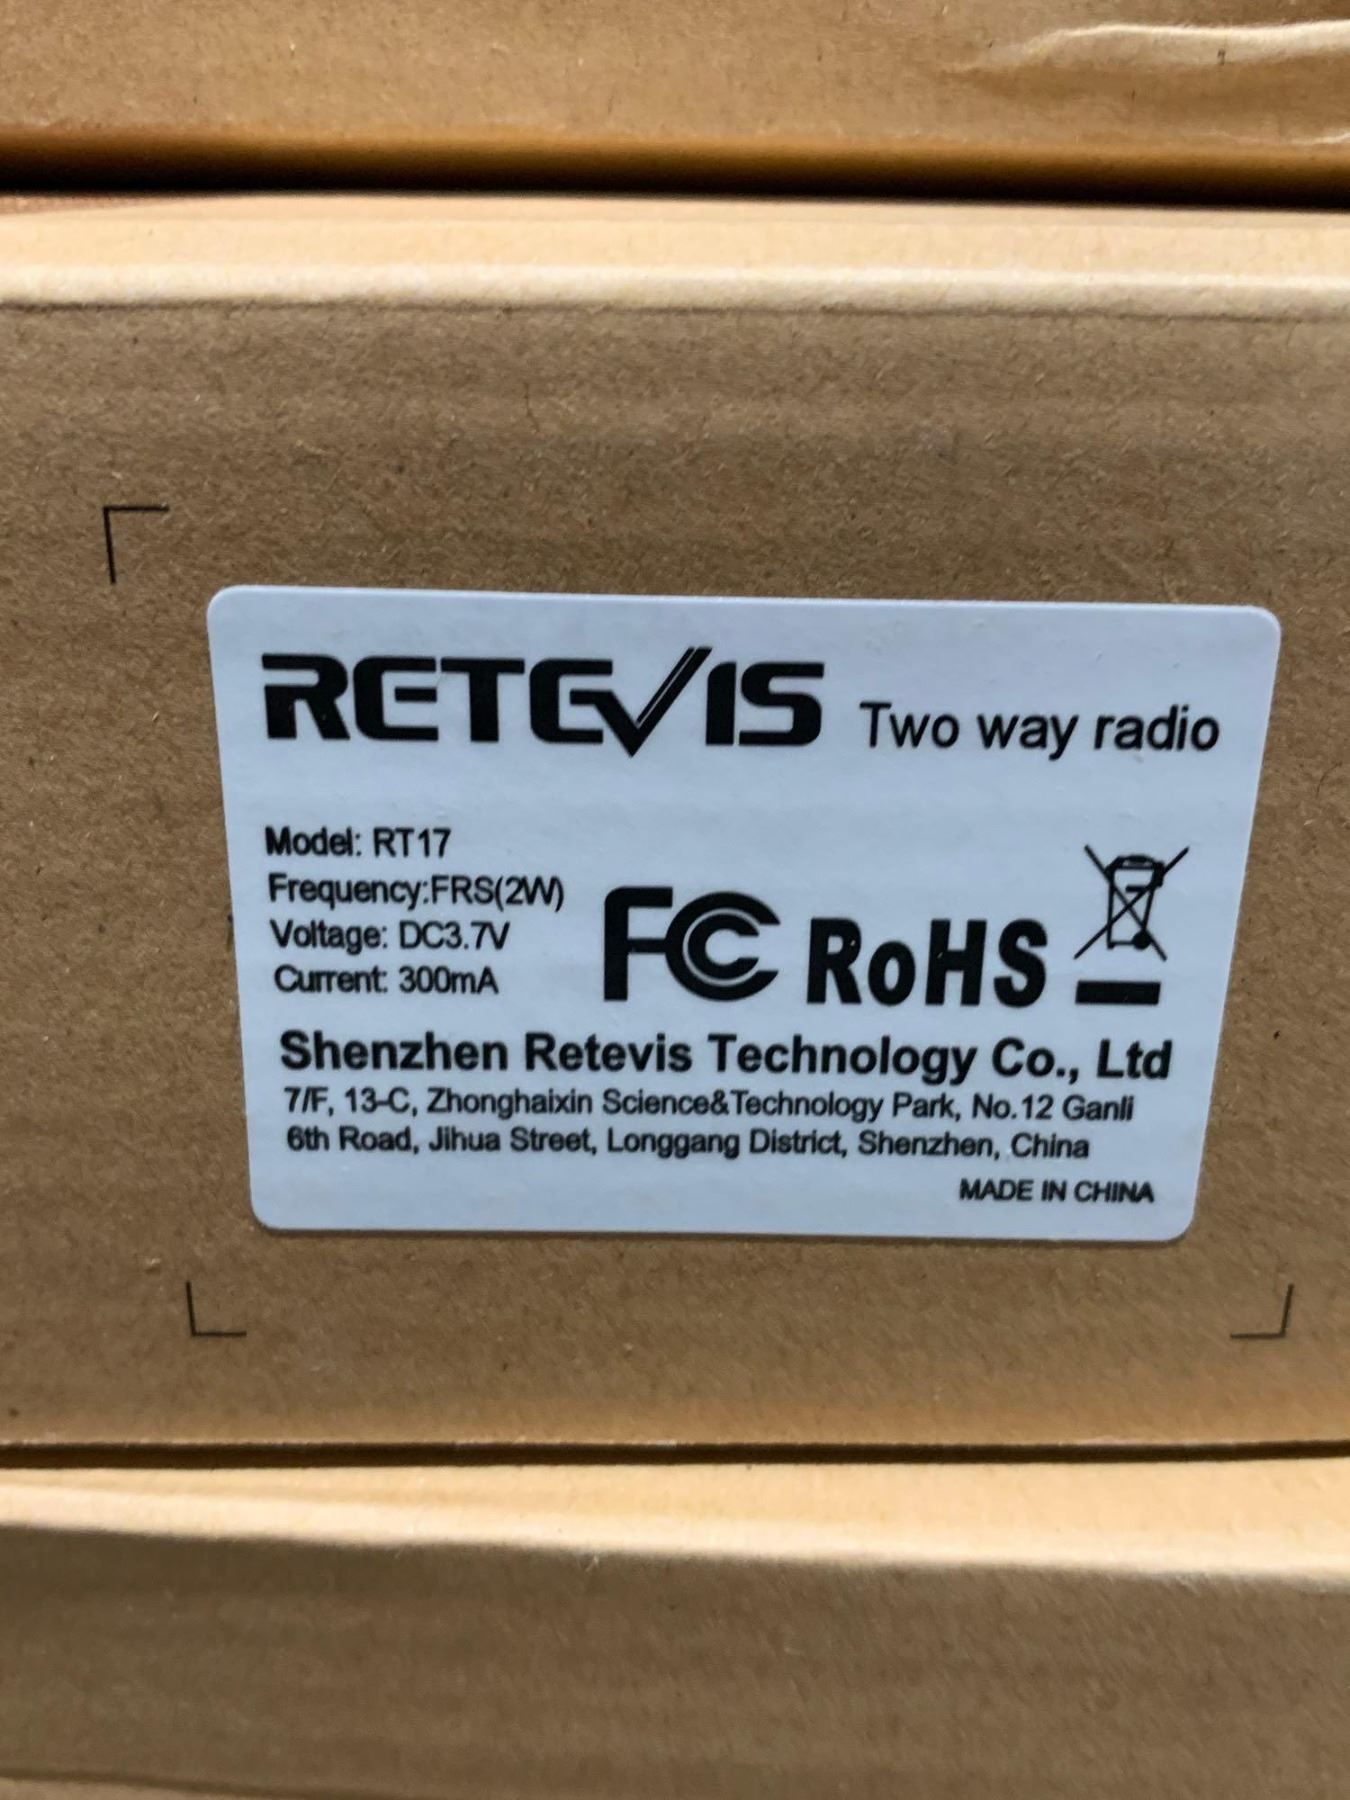 RETEVIS Two way radio
Model: RT17
Frequency:FRS(2W)
Voltage: DC3.7V
Current: 300mA
FC RoHS
Shenzhen Retevis Technology Co., Ltd
7/F, 13-C, Zhonghaixin Science&Technology Park, No.12 Ganli
6th Road, Jihua Street, Longgang District, Shenzhen, China
MADE IN CHINA